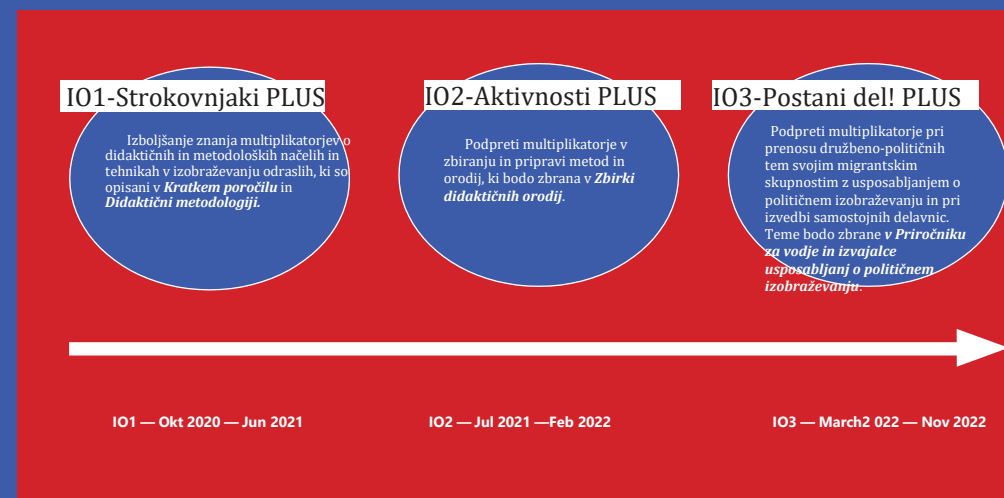 IO1-Strokovnjaki PLUS
Izboljšanje znanja multiplikatorjev o
didaktičnih in metodoloških načelih in
tehnikah v izobraževanju odraslih, ki so
opisani v Kratkem poročilu in
Didaktični metodologiji.
IO2-Aktivnosti PLUS
Podpreti multiplikatorje v
zbiranju in pripravi metod in
orodij, ki bodo zbrana v Zbirki
didaktičnih orodij.
IO3-Postani del! PLUS
Podpreti multiplikatorje pri
prenosu družbeno-političnih
tem svojim migrantskim
skupnostim z usposabljanjem o
političnem izobraževanju in pri
izvedbi samostojnih delavnic.
Teme bodo zbrane v Priročniku
za vodje in izvajalce
usposabljanj o političnem
izobraževanju.
IO1 — Okt 2020 — Jun 2021
IO2 — Jul 2021 —Feb 2022
IO3 — March2 022 — Nov 2022